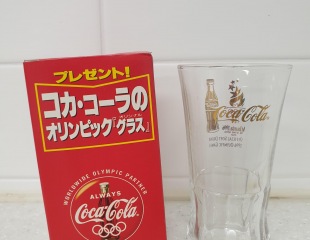 プレゼント!
コカ・コーラの
オリンピック『グラス』
WORLDWIDE OLYMPIC PARTNER
ALWAYS
Coca-Cola
Coca-Cola